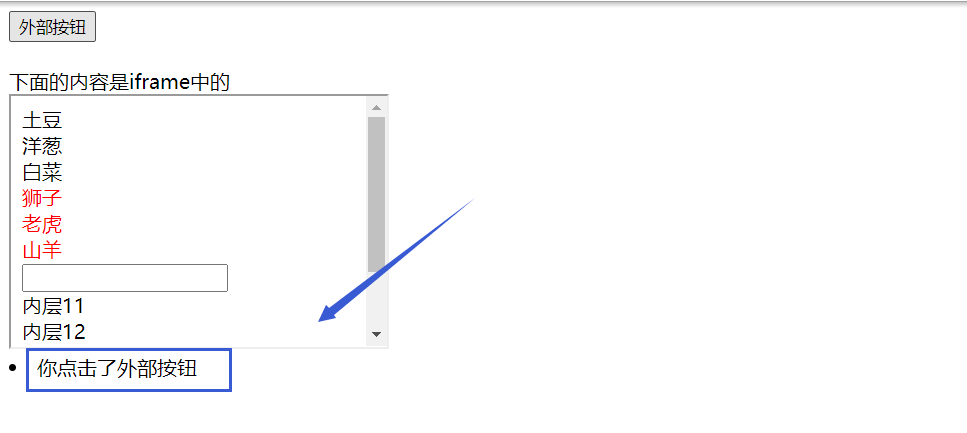 外部按钮
下面的内容是iframe中的
土豆
洋葱
白菜
狮子
老虎
山羊
内层11
内层12
你点击了外部按钮